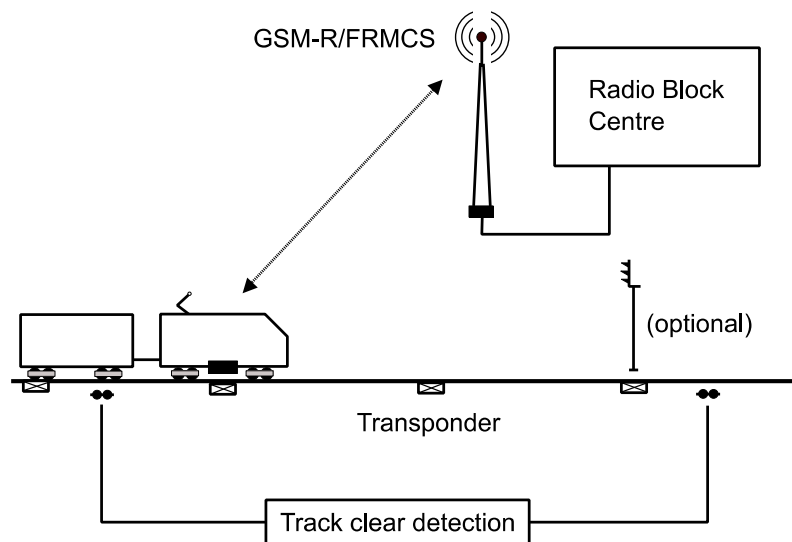 GSM-R/FRMCS
Radio Block
Centre
(optional)
Transponder
Track clear detection